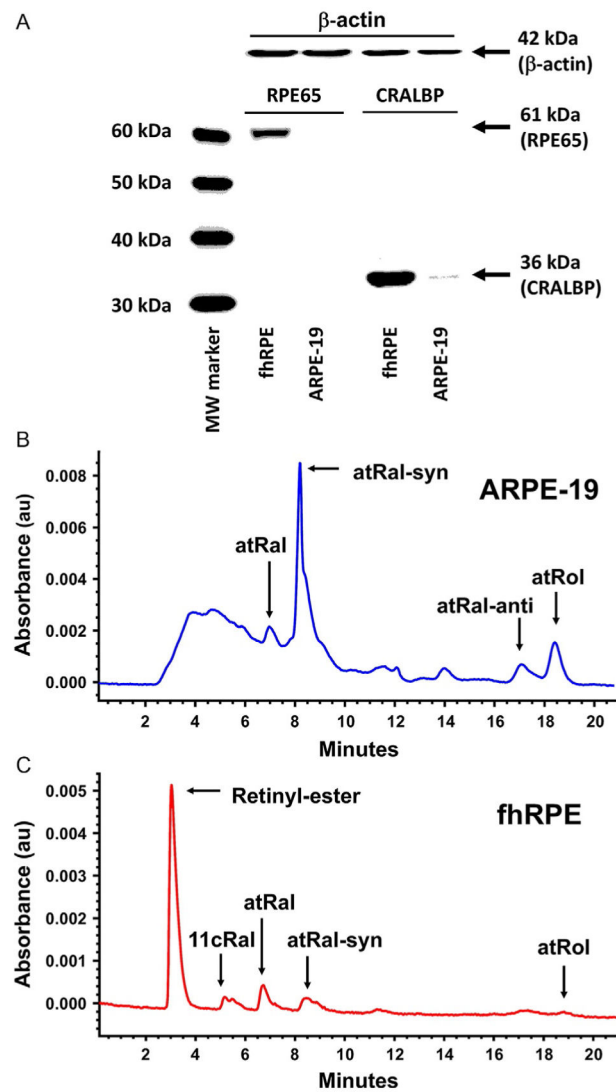 A
β-actin
42 kDa
(β-actin)
RPE65
CRALBP
61 kDa
(RPE65)
60 kDa
50 kDa
40 kDa
36 kDa
(CRALBP)
30 kDa
MW marker
fhRPE
ARPE-19
fhRPE
ARPE-19
B
ARPE-19
atRal-syn
atRal
atRal-anti
atRol
Absorbance (au)
0.008
0.006
0.004
0.002
0.000
2 4 6 8 10 12 14 16 18 20
Minutes
C
fhRPE
Retinyl-ester
11cRal
atRal
atRal-syn
atRol
Absorbance (au)
0.005
0.004
0.003
0.002
0.001
0.000
2 4 6 8 10 12 14 16 18 20
Minutes